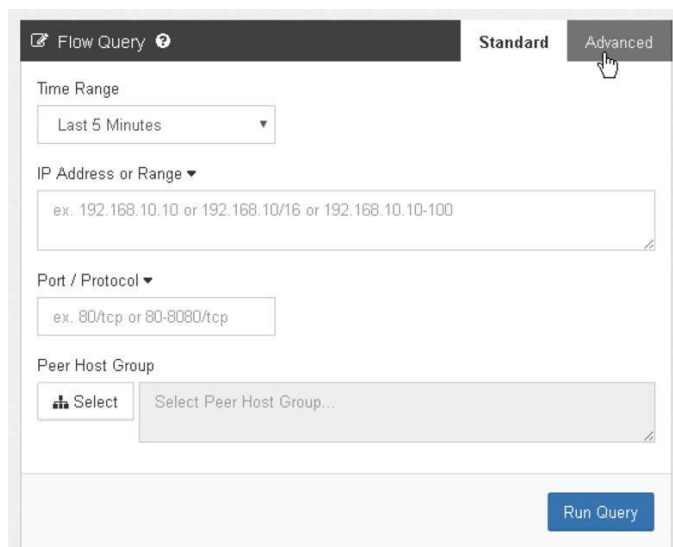 Flow Query
Standard
Advanced
Time Range
Last 5 Minutes
IP Address or Range
ex. 192.168.10.10 or 192.168.10/16 or 192.168.10.10-100
Port / Protocol
ex. 80/tcp or 80-8080/tcp
Peer Host Group
Select
Select Peer Host Group...
Run Query